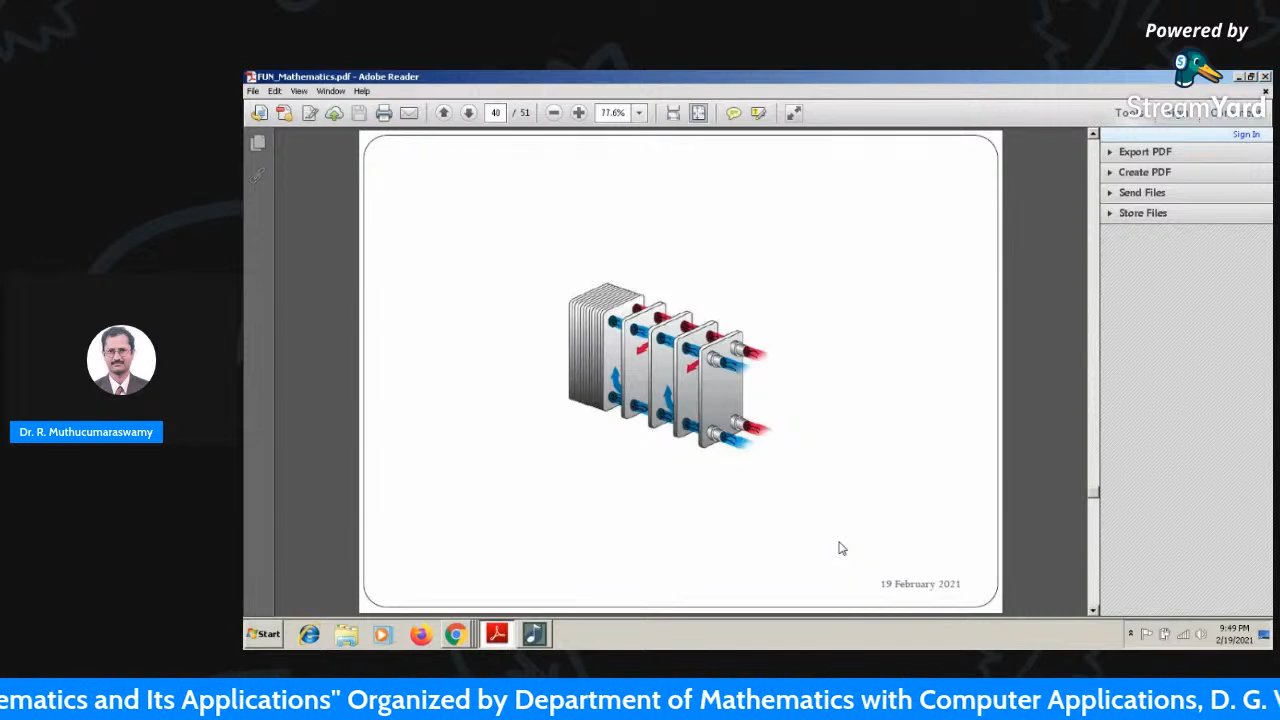 Powered by
StreamYard
FUN_Mathematics.pdf - Adobe Reader
File Edit View Window Help
40 / 51 77.6%
Sign In
Export PDF
Create PDF
Send Files
Store Files
19 February 2021
Dr. R. Muthucumaraswamy
Start
9:49 PM
2/19/2021
ematics and Its Applications" Organized by Department of Mathematics with Computer Applications, D. G. V